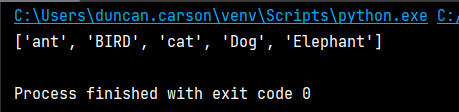 C:\Users\duncan.carson\venv\Scripts\python.exe C:/
['ant', 'BIRD', 'cat', 'Dog', 'Elephant']
Process finished with exit code 0